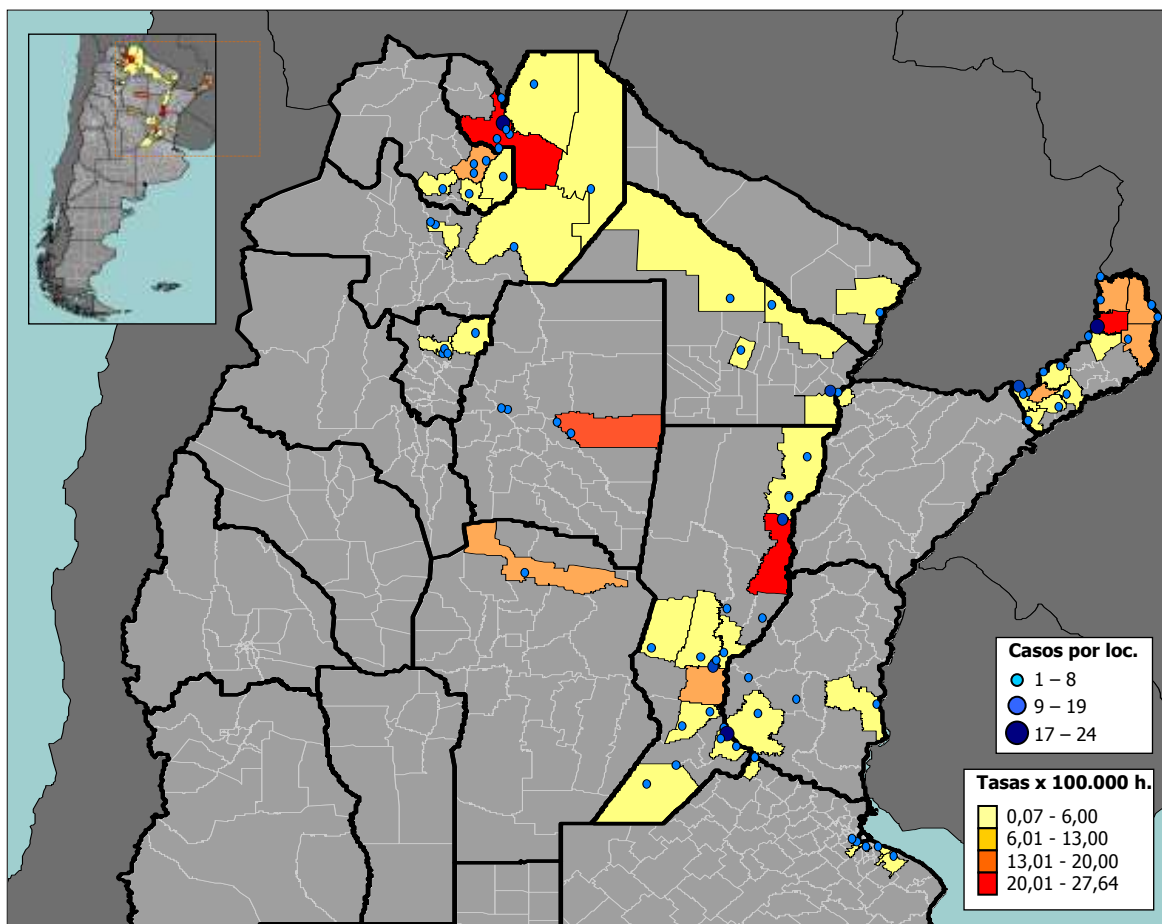 Casos por loc.
1 – 8
9 – 19
17 – 24
Tasas x 100.000 h.
0,07 - 6,00
6,01 - 13,00
13,01 - 20,00
20,01 - 27,64